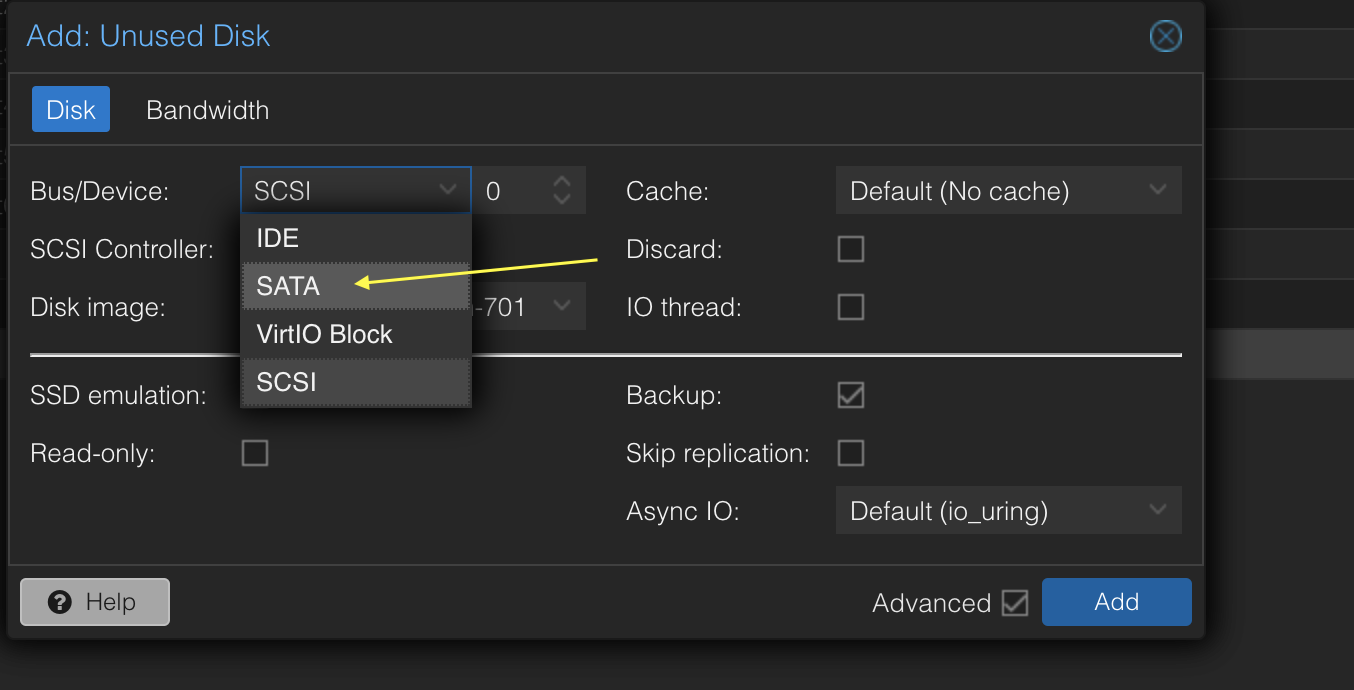 Add: Unused Disk
Disk Bandwidth
Bus/Device: SCSI 0 Cache: Default (No cache)
IDE
SCSI Controller: Discard:
SATA
Disk image: -701 IO thread:
VirtIO Block
SCSI
SSD emulation: Backup:
Read-only: Skip replication:
Async IO: Default (io_uring)
? Help Advanced Add